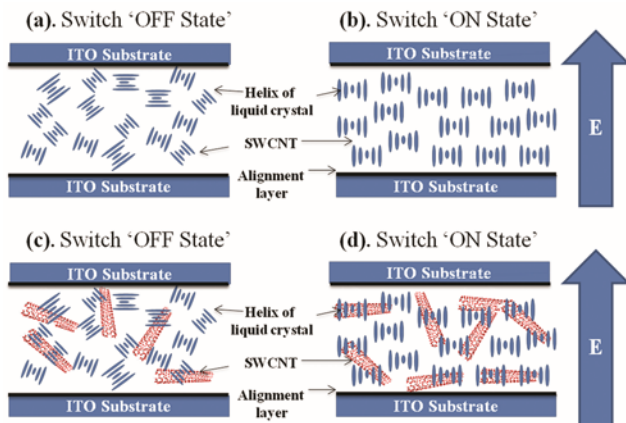 (a). Switch 'OFF State'
(b). Switch 'ON State'
ITO Substrate
ITO Substrate
Helix of
liquid crystal
SWCNT
Alignment
layer
E
ITO Substrate
ITO Substrate
(c). Switch 'OFF State'
(d). Switch 'ON State'
ITO Substrate
ITO Substrate
Helix of
liquid crystal
SWCNT
Alignment
layer
E
ITO Substrate
ITO Substrate